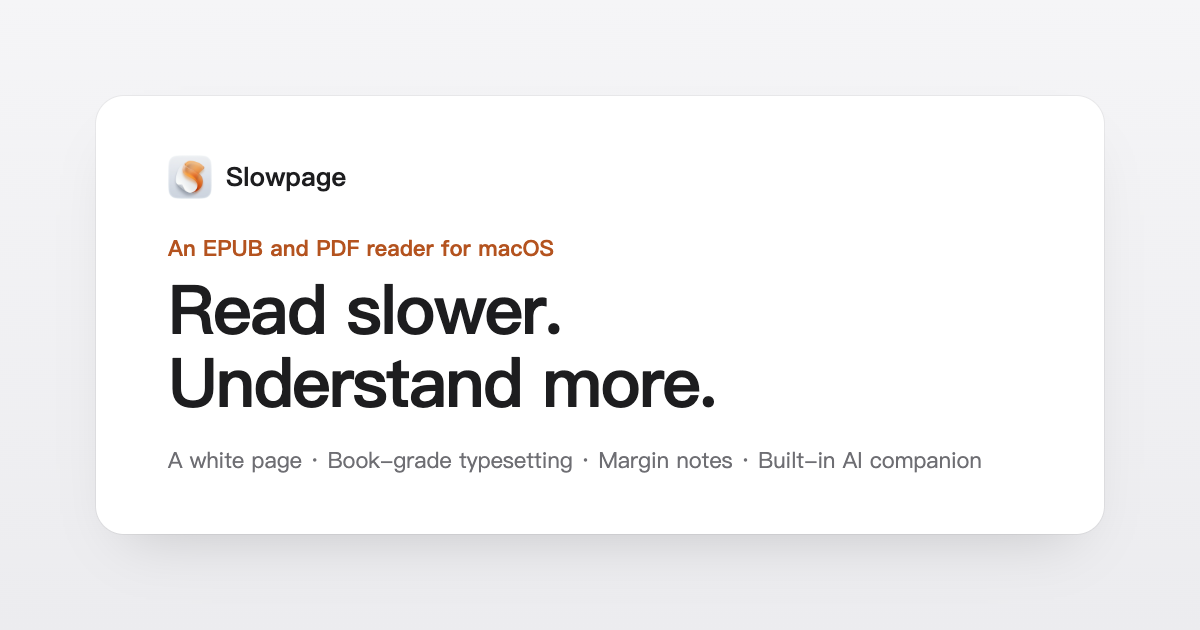 Slowpage
An EPUB and PDF reader for macOS
Read slower.
Understand more.
A white page · Book–grade typesetting · Margin notes · Built–in AI companion